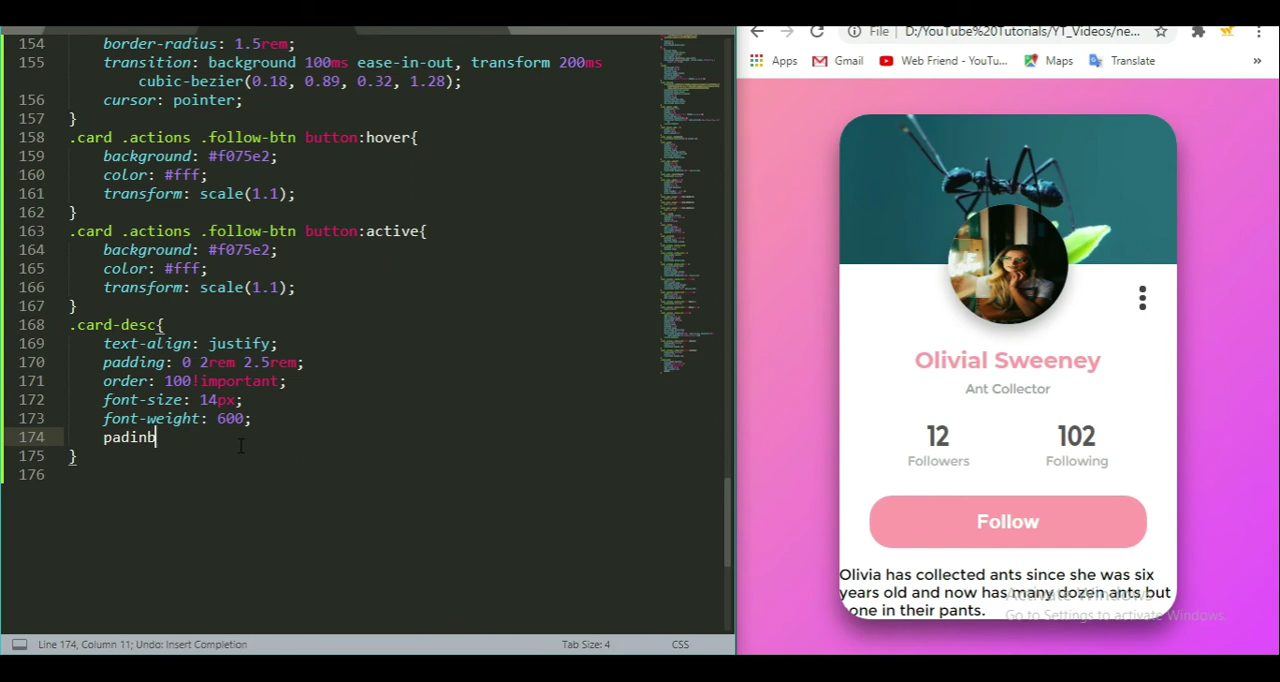 154 border-radius: 1.5rem;
155 transition: background 100ms ease-in-out, transform 200ms
cubic-bezier(0.18, 0.89, 0.32, 1.28);
156 cursor: pointer;
157 }
158 .card .actions .follow-btn button:hover{
159 background: #f075e2;
160 color: #fff;
161 transform: scale(1.1);
162 }
163 .card .actions .follow-btn button:active{
164 background: #f075e2;
165 color: #fff;
166 transform: scale(1.1);
167 }
168 .card-desc{
169 text-align: justify;
170 padding: 0 2rem 2.5rem;
171 order: 100!important;
172 font-size: 14px;
173 font-weight: 600;
174 padinb
175 }
176
Line 174, Column 11; Undo: Insert Completion
Tab Size: 4
CSS
File D:/YouTube%20Tutorials/YT_Videos/ne...
Apps Gmail Web Friend - YouTu... Maps Translate »
Olivial Sweeney
Ant Collector
12 102
Followers Following
Follow
Olivia has collected ants since she was six
years old and now has many dozen ants but
one in their pants.
Activate Windows
Go to Settings to activate Windows.